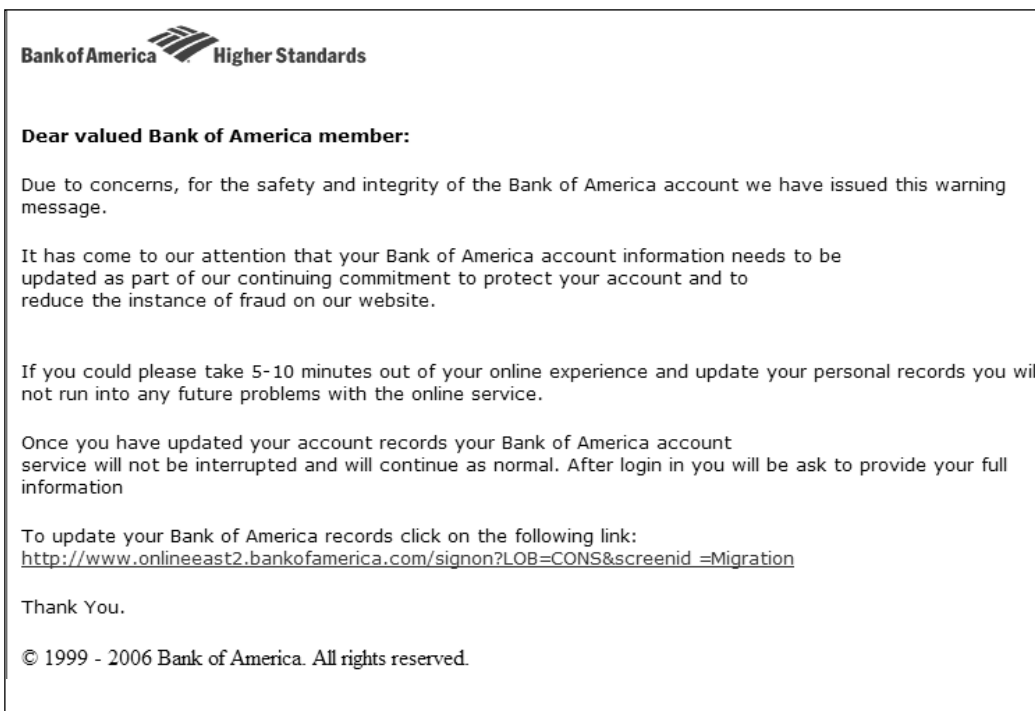 Bank of America Higher Standards
Dear valued Bank of America member:
Due to concerns, for the safety and integrity of the Bank of America account we have issued this warning
message.
It has come to our attention that your Bank of America account information needs to be
updated as part of our continuing commitment to protect your account and to
reduce the instance of fraud on our website.
If you could please take 5-10 minutes out of your online experience and update your personal records you wil
not run into any future problems with the online service.
Once you have updated your account records your Bank of America account
service will not be interrupted and will continue as normal. After login in you will be ask to provide your full
information
To update your Bank of America records click on the following link:
http://www.onlineeast2.bankofamerica.com/signon?LOB=CONS&screenid =Migration
Thank You.
© 1999 - 2006 Bank of America. All rights reserved.